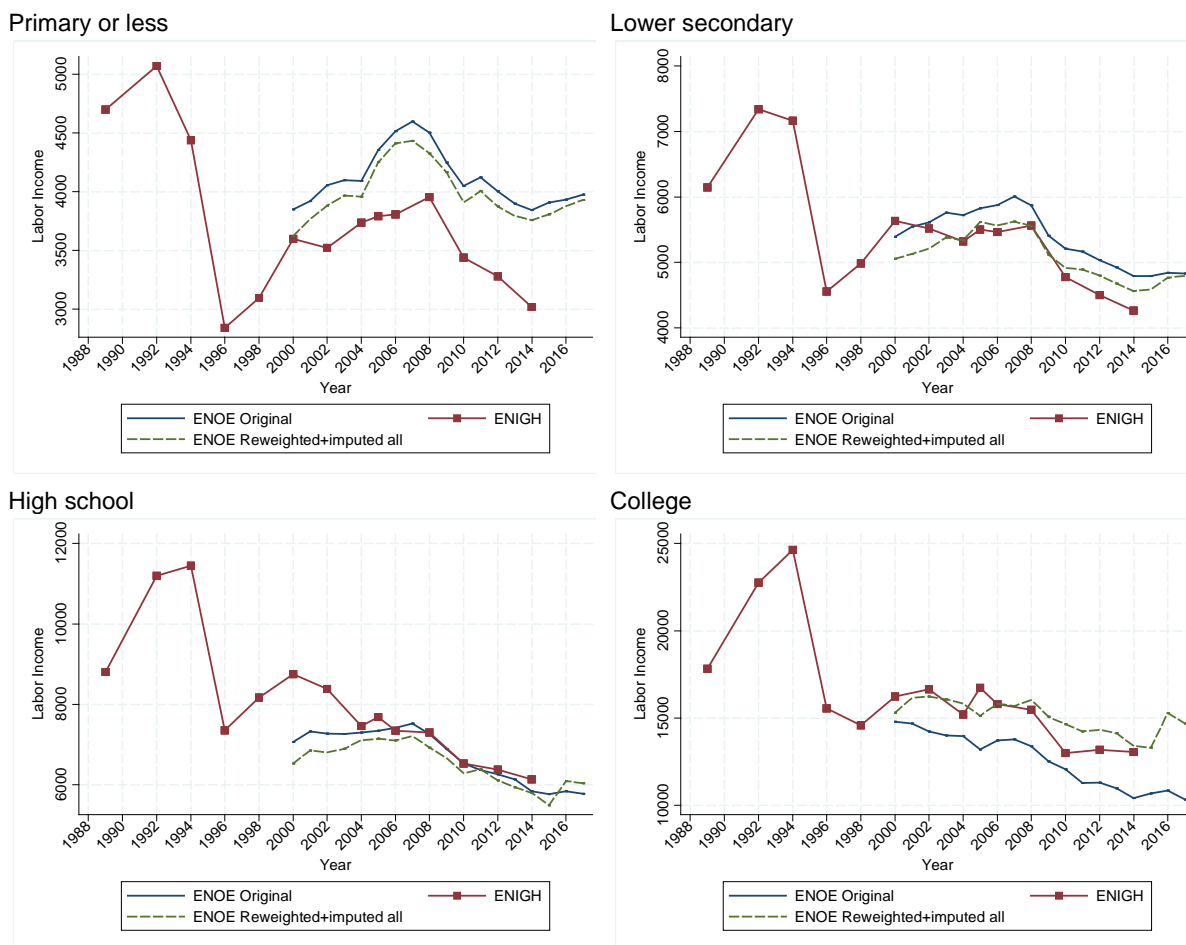 Primary or less
Labor Income
5000
4500
4000
3500
3000
1988 1990 1992 1994 1996 1998 2000 2002 2004 2006 2008 2010 2012 2014 2016
Year
ENOE Original ENIGH
ENOE Reweighted+imputed all
Lower secondary
Labor Income
8000
7000
6000
5000
4000
1988 1990 1992 1994 1996 1998 2000 2002 2004 2006 2008 2010 2012 2014 2016
Year
ENOE Original ENIGH
ENOE Reweighted+imputed all
High school
Labor Income
12000
10000
8000
6000
1988 1990 1992 1994 1996 1998 2000 2002 2004 2006 2008 2010 2012 2014 2016
Year
ENOE Original ENIGH
ENOE Reweighted+imputed all
College
Labor Income
25000
20000
15000
10000
1988 1990 1992 1994 1996 1998 2000 2002 2004 2006 2008 2010 2012 2014 2016
Year
ENOE Original ENIGH
ENOE Reweighted+imputed all